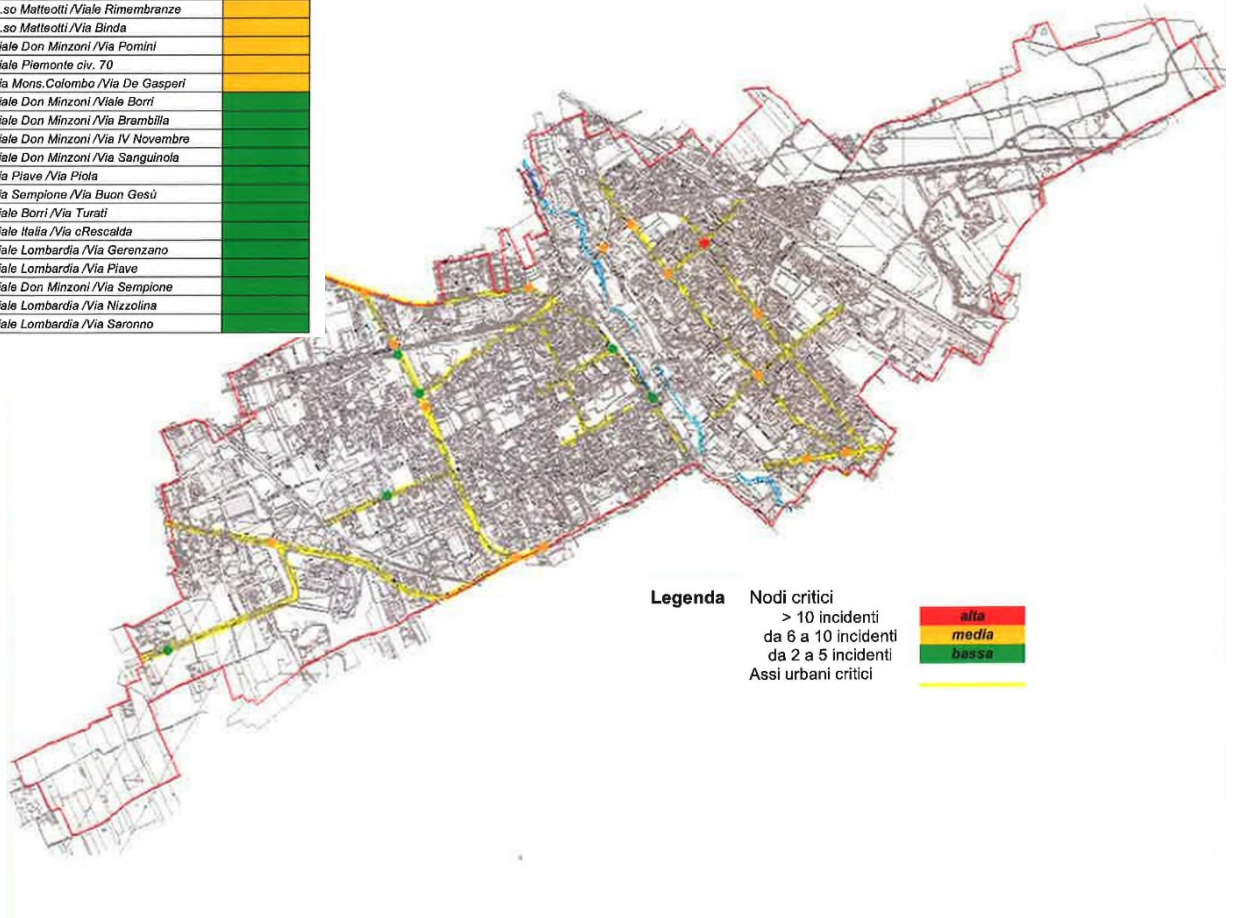 .so Matteotti /Viale Rimembranze
.so Matteotti /Via Binda
iale Don Minzoni /Via Pomini
iale Piemonte civ. 70
ia Mons.Colombo /Via De Gasperi
iale Don Minzoni /Viale Borri
iale Don Minzoni /Via Brambilla
iale Don Minzoni /Via IV Novembre
iale Don Minzoni /Via Sanguinola
ia Piave /Via Piola
ia Sempione /Via Buon Gesù
iale Borri /Via Turati
iale Italia /Via cRescalda
iale Lombardia /Via Gerenzano
iale Lombardia /Via Piave
iale Don Minzoni /Via Sempione
iale Lombardia /Via Nizzolina
iale Lombardia /Via Saronno
Legenda Nodi critici
> 10 incidenti alta
da 6 a 10 incidenti media
da 2 a 5 incidenti bassa
Assi urbani critici